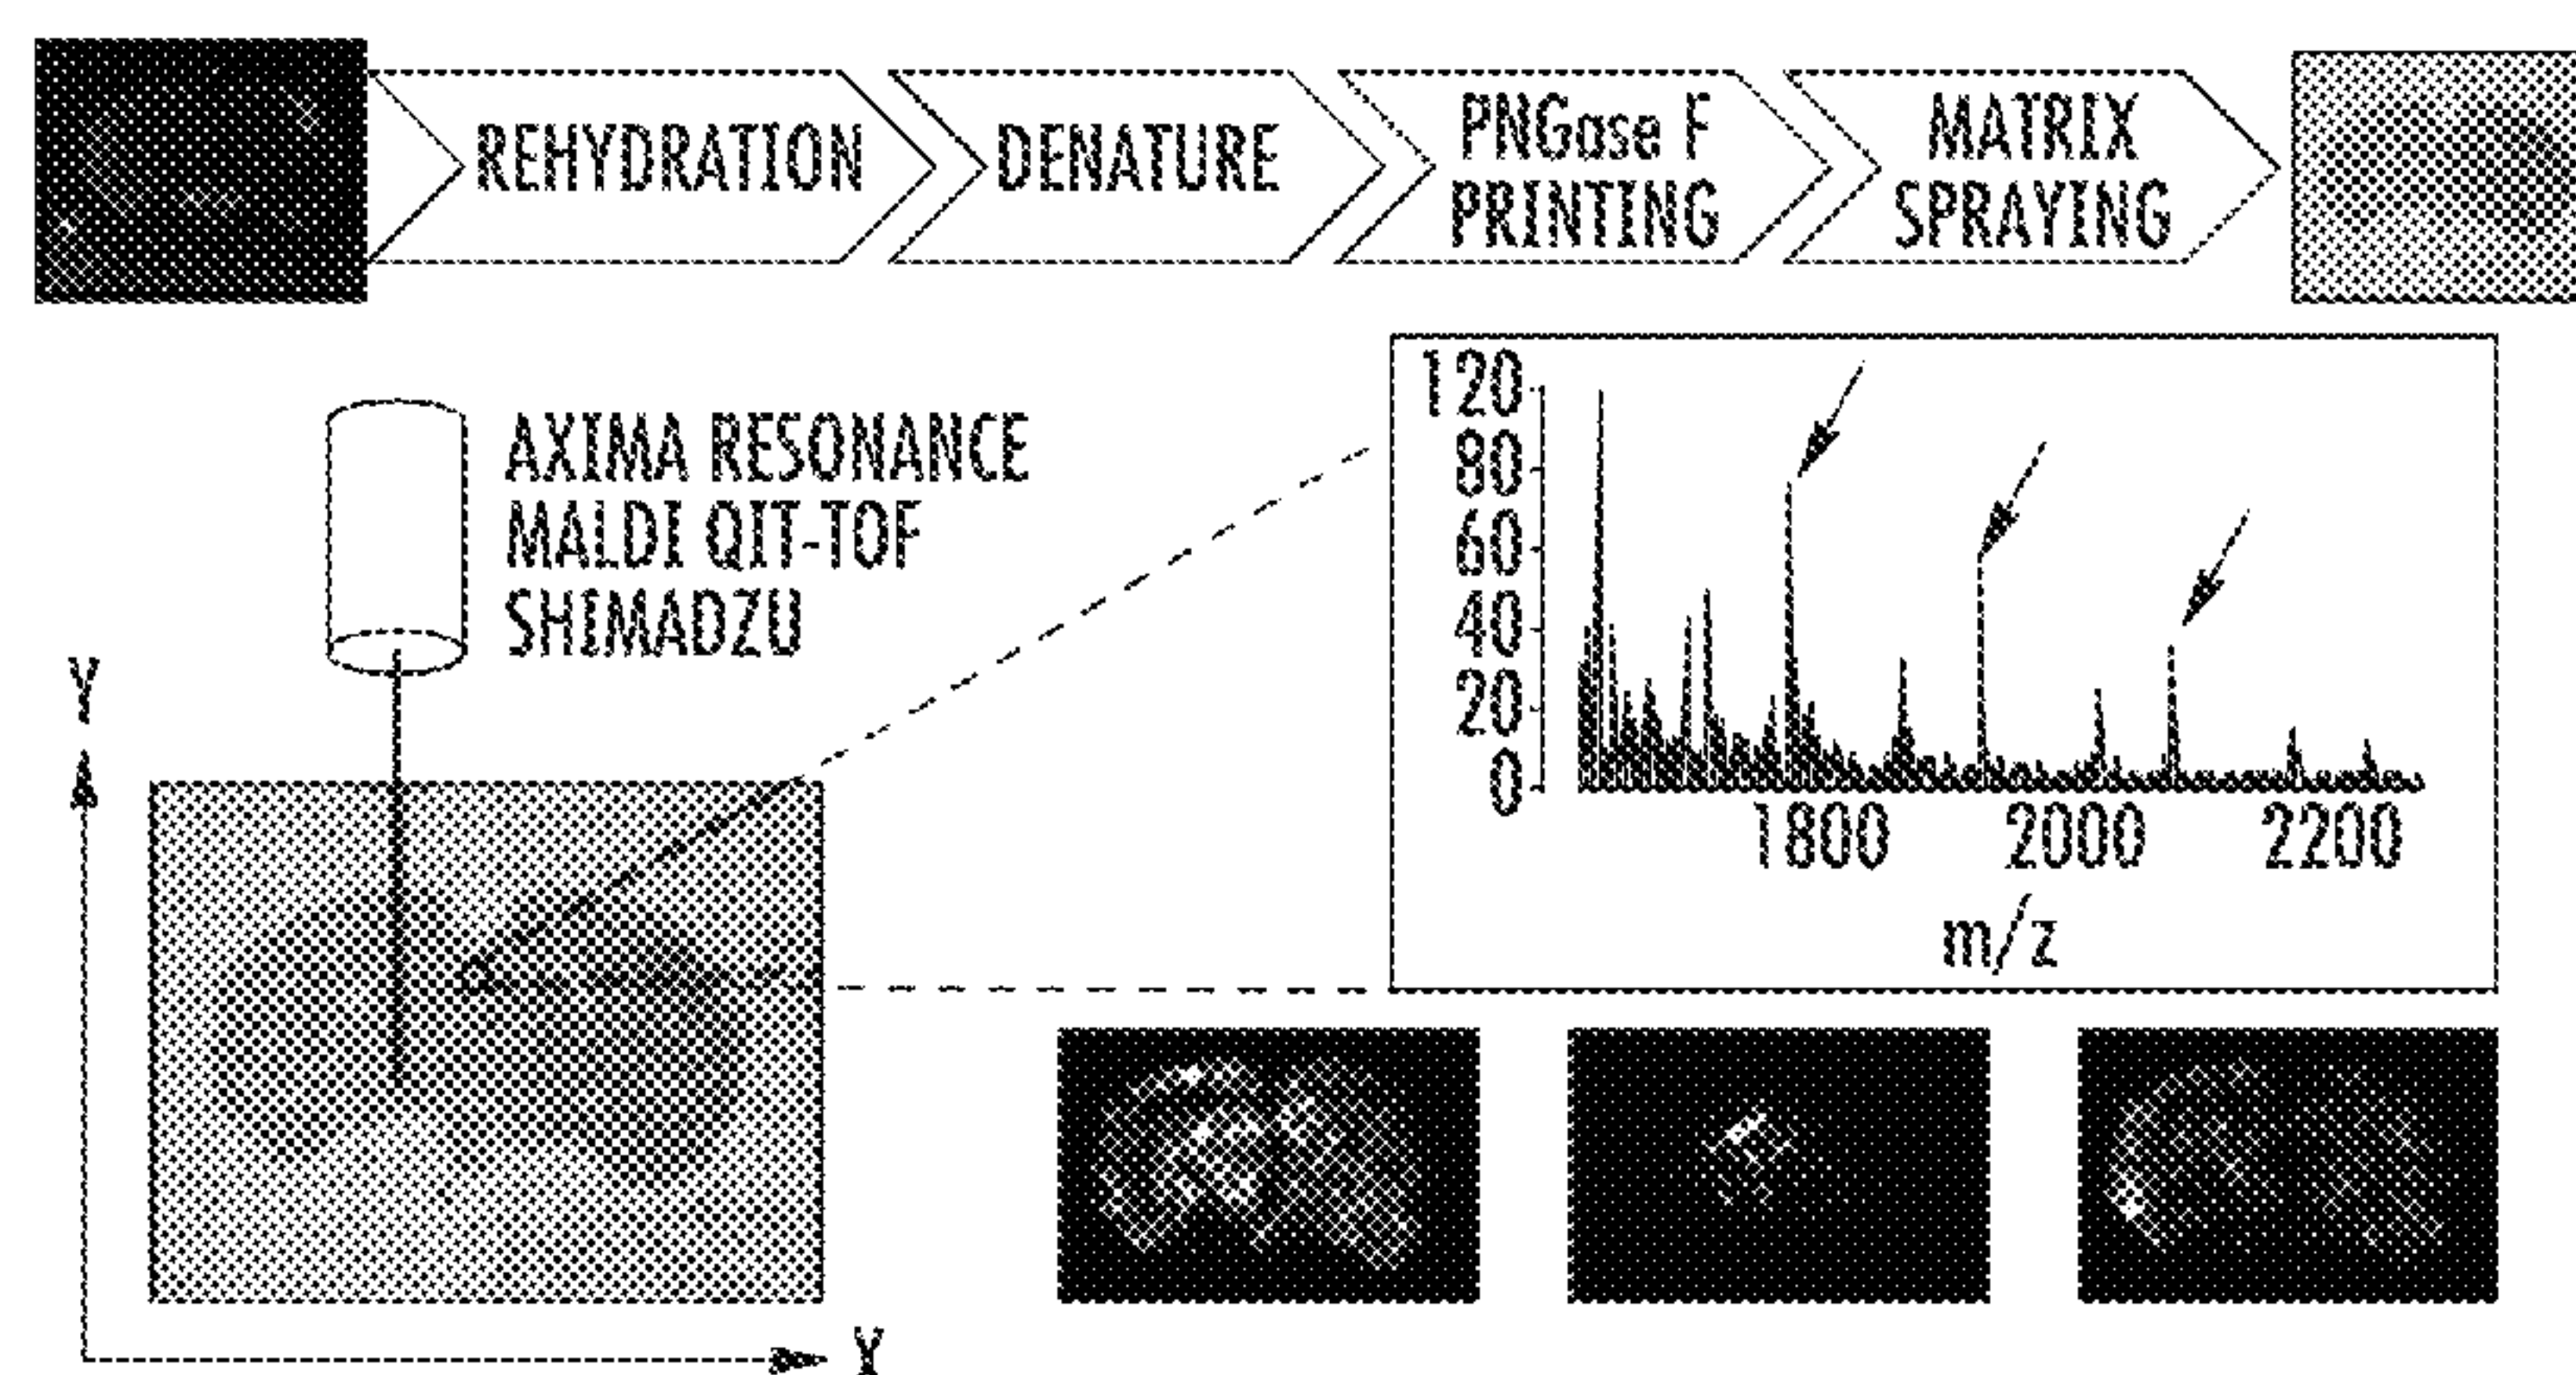 REHYDRATION
DENATURE
PNGase F
PRINTING
MATRIX
SPRAYING
AXIMA RESONANCE
MALDI QIT-TOF
SHIMADZU
Y
X
120
80
60
40
20
0
1800 2000 2200
m/z